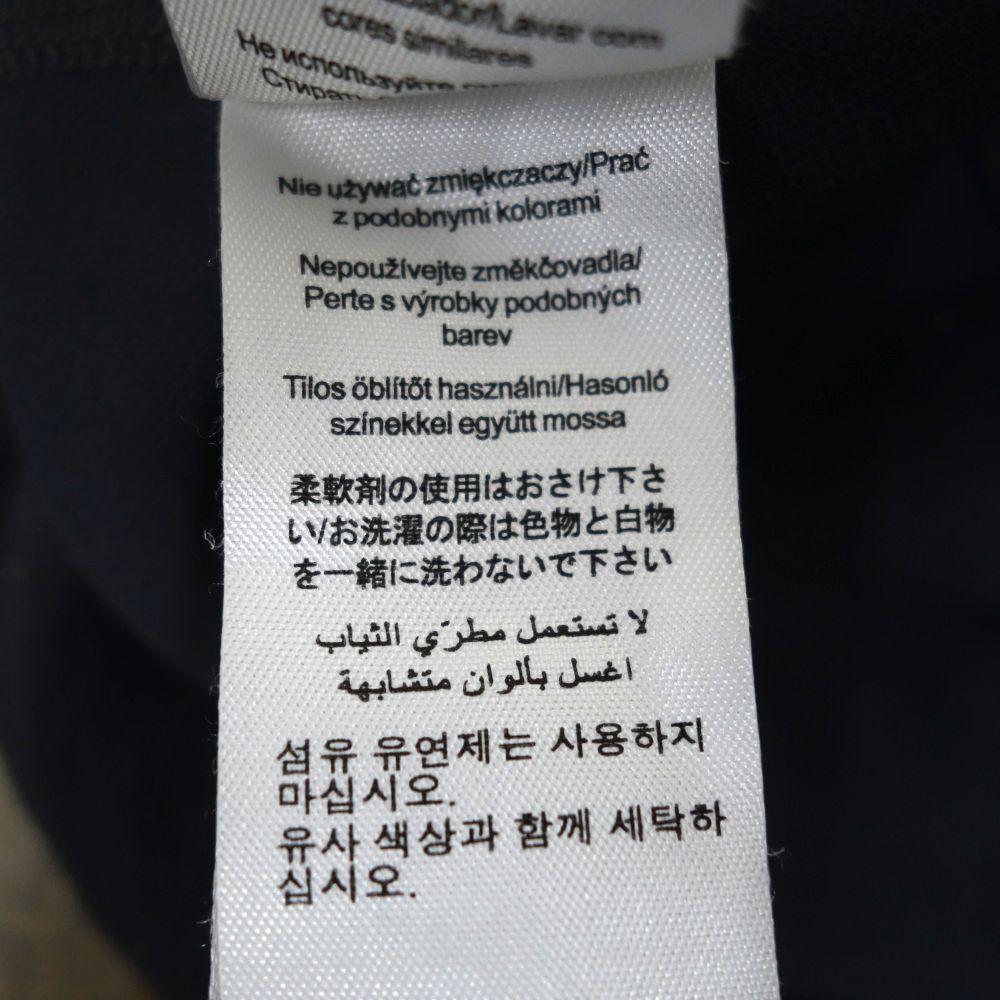 cador/Lavar com
cores similares
Не используйте
Стирать
Nie używać zmiękczaczy/Prać
z podobnymi kolorami
Nepoužívejte změkčovadla/
Perte s výrobky podobných
barev
Tilos öblítőt használni/Hasonló
színekkel együtt mossa
柔軟剤の使用はおさけ下さ
い/お洗濯の際は色物と白物
を一緒に洗わないで下さい
لا تستعمل مطرّي الثياب
اغسل بألوان متشابهة
섬유 유연제는 사용하지
마십시오.
유사 색상과 함께 세탁하
십시오.